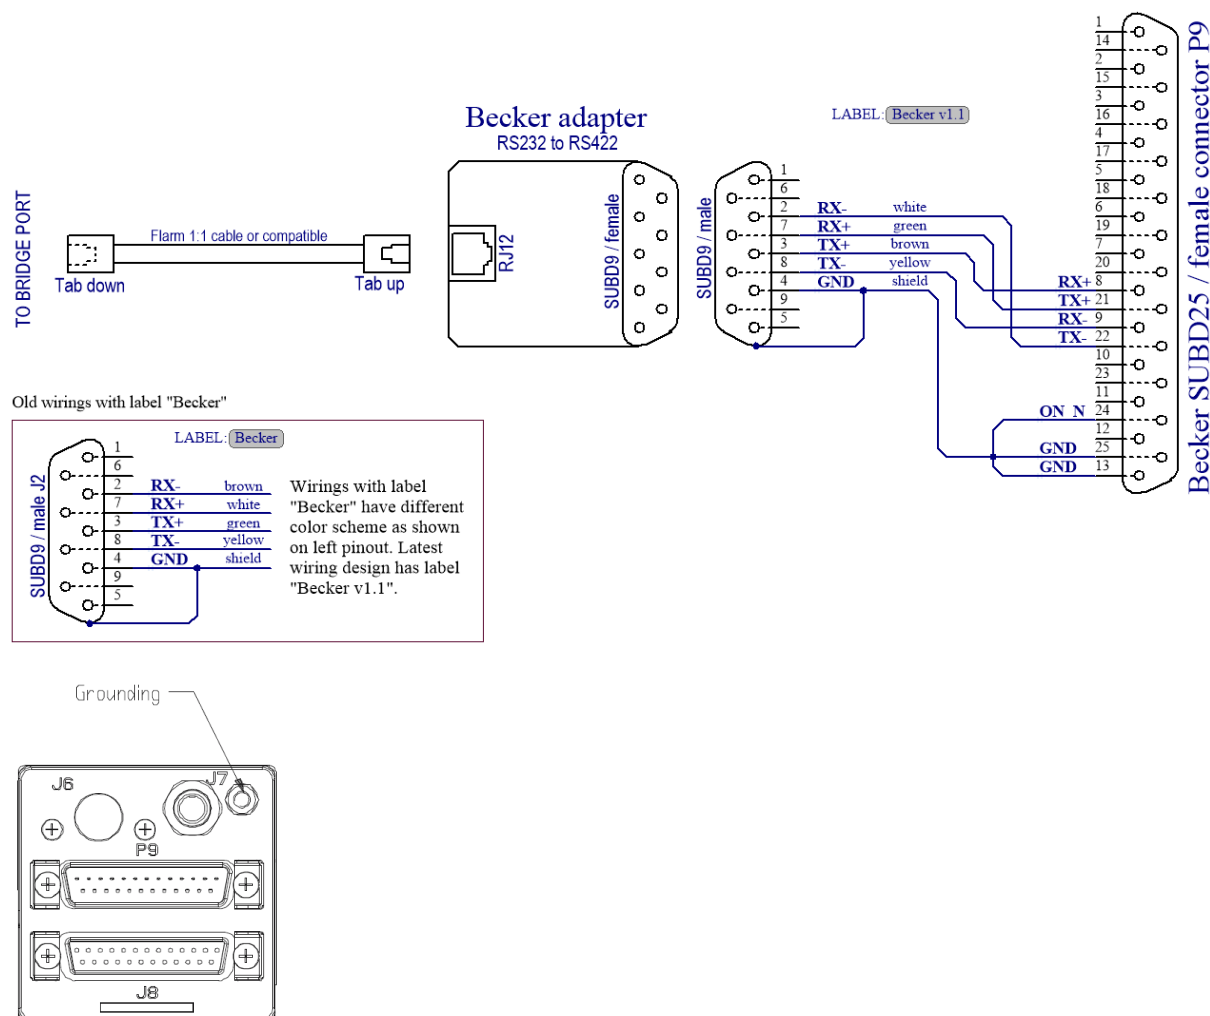 TO BRIDGE PORT
Flarm 1:1 cable or compatible
Tab down
Tab up
Becker adapter
RS232 to RS422
RJ12
SUBD9 / female
LABEL: Becker v1.1
SUBD9 / male
1
6
2 RX- white
7 RX+ green
3 TX+ brown
8 TX- yellow
4 GND shield
9
5
1
14
2
15
3
16
4
17
5
18
6
19
7
20
RX+ 8
TX+ 21
RX- 9
TX- 22
10
23
11
ON_N 24
12
GND 25
GND 13
Becker SUBD25 / female connector P9
Old wirings with label "Becker"
LABEL: Becker
SUBD9 / male J2
1
6
2 RX- brown
7 RX+ white
3 TX+ green
8 TX- yellow
4 GND shield
9
5
Wirings with label
"Becker" have different
color scheme as shown
on left pinout. Latest
wiring design has label
"Becker v1.1".
Grounding
J6
J7
P9
J8